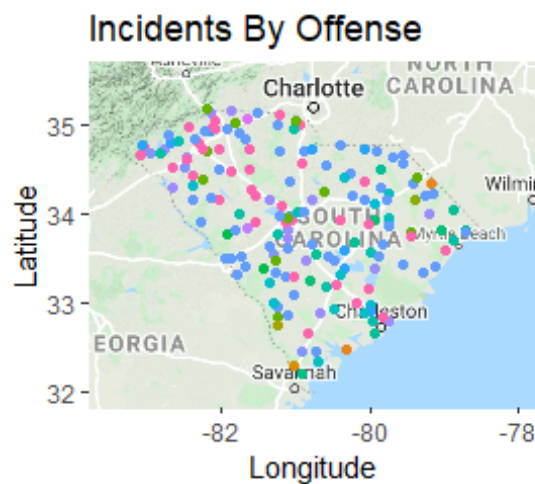 Incidents By Offense
Asheville
NORTH
Charlotte
CAROLINA
35
Wilmin
34
SOUTH
CAROLINA
Myrtle Beach
Latitude
33
Charleston
EORGIA
Savannah
32
-82
-80
-78
Longitude